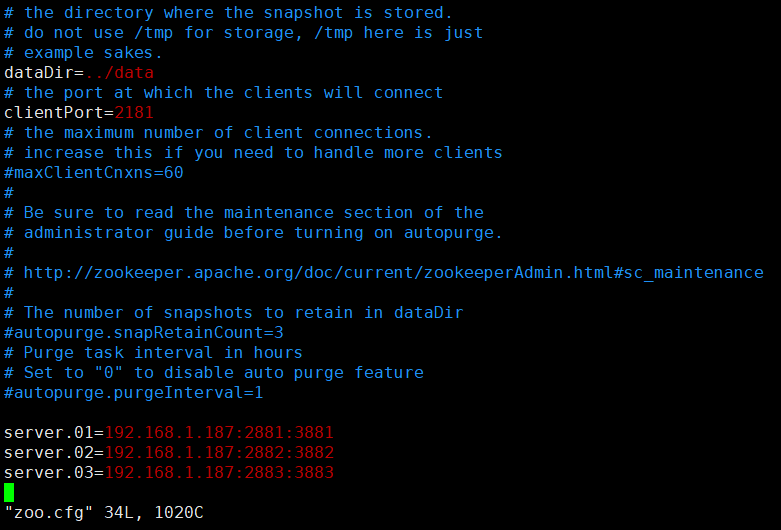 # the directory where the snapshot is stored.
# do not use /tmp for storage, /tmp here is just
# example sakes.
dataDir=../data
# the port at which the clients will connect
clientPort=2181
# the maximum number of client connections.
# increase this if you need to handle more clients
#maxClientCnxns=60
#
# Be sure to read the maintenance section of the
# administrator guide before turning on autopurge.
#
# http://zookeeper.apache.org/doc/current/zookeeperAdmin.html#sc_maintenance
#
# The number of snapshots to retain in dataDir
#autopurge.snapRetainCount=3
# Purge task interval in hours
# Set to "0" to disable auto purge feature
#autopurge.purgeInterval=1
server.01=192.168.1.187:2881:3881
server.02=192.168.1.187:2882:3882
server.03=192.168.1.187:2883:3883
"zoo.cfg" 34L, 1020C